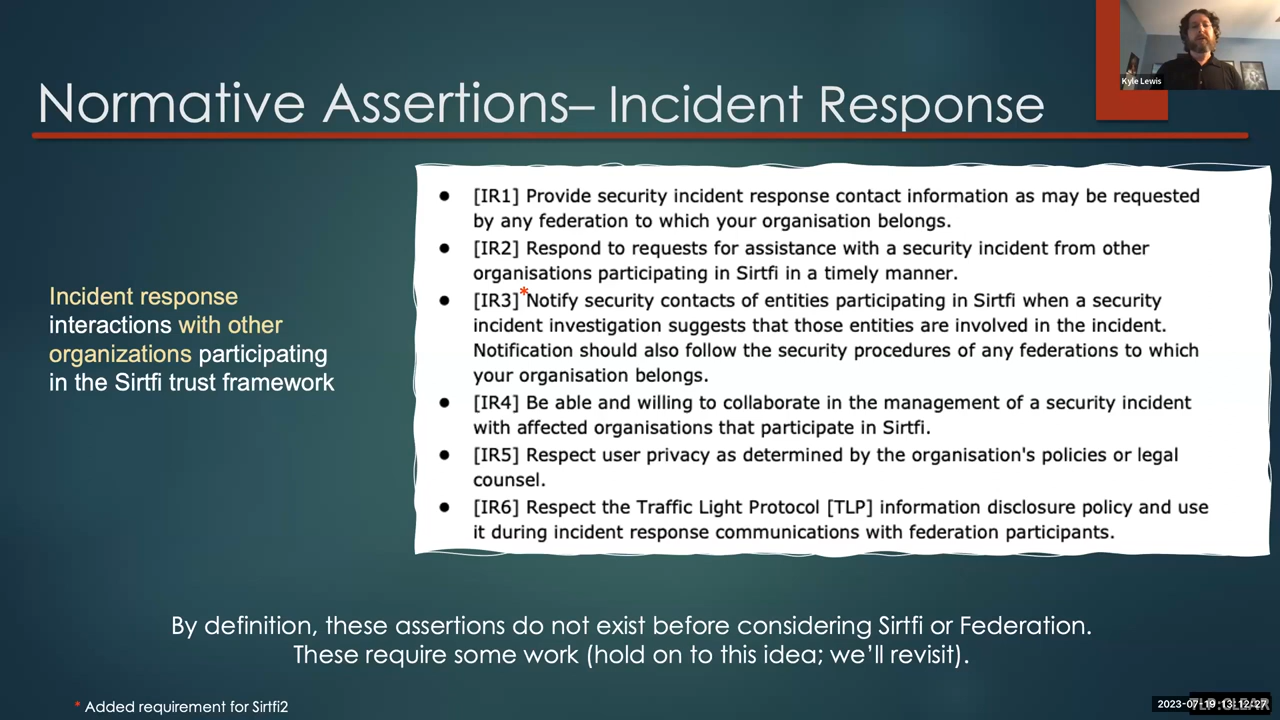 Kyle Lewis
Normative Assertions– Incident Response
Incident response
interactions with other
organizations participating
in the Sirtfi trust framework
● [IR1] Provide security incident response contact information as may be requested
by any federation to which your organisation belongs.
● [IR2] Respond to requests for assistance with a security incident from other
organisations participating in Sirtfi in a timely manner.
● [IR3]*Notify security contacts of entities participating in Sirtfi when a security
incident investigation suggests that those entities are involved in the incident.
Notification should also follow the security procedures of any federations to which
your organisation belongs.
● [IR4] Be able and willing to collaborate in the management of a security incident
with affected organisations that participate in Sirtfi.
● [IR5] Respect user privacy as determined by the organisation's policies or legal
counsel.
● [IR6] Respect the Traffic Light Protocol [TLP] information disclosure policy and use
it during incident response communications with federation participants.
By definition, these assertions do not exist before considering Sirtfi or Federation.
These require some work (hold on to this idea; we’ll revisit).
* Added requirement for Sirtfi2
TLP:CLEAR
2023-07-19 13:12:27